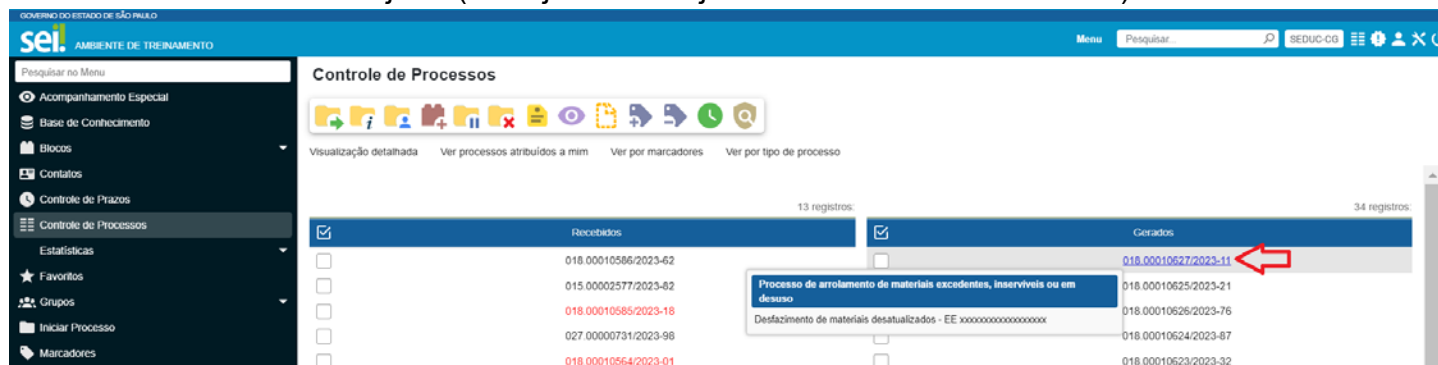 GOVERNO DO ESTADO DE SÃO PAULO
sei! AMBIENTE DE TREINAMENTO
Menu Pesquisar... SEDUC-CG
Pesquisar no Menu
Controle de Processos
Acompanhamento Especial
Base de Conhecimento
Blocos
Contatos
Controle de Prazos
Controle de Processos
Estatísticas
Favoritos
Grupos
Iniciar Processo
Marcadores
Visualização detalhada Ver processos atribuídos a mim Ver por marcadores Ver por tipo de processo
13 registros:
34 registros:
Recebidos
Gerados
018.00010586/2023-62
018.00010627/2023-11
015.00002577/2023-82
018.00010625/2023-21
018.00010565/2023-18
018.00010626/2023-76
027.00000731/2023-98
018.00010624/2023-87
018.00010564/2023-01
018.00010623/2023-32
Processo de arrolamento de materiais excedentes, inservíveis ou em
desuso
Desfazimento de materiais desatualizados - EE xxxxxxxxxxxxxxxxxx